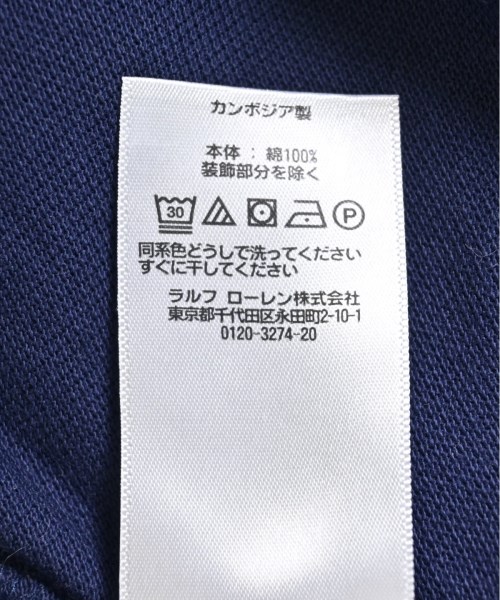 カンボジア製
本体 : 綿100%
装飾部分を除く
30 P
同系色どうしで洗ってください
すぐに干してください
ラルフ ローレン株式会社
東京都千代田区永田町2-10-1
0120-3274-20